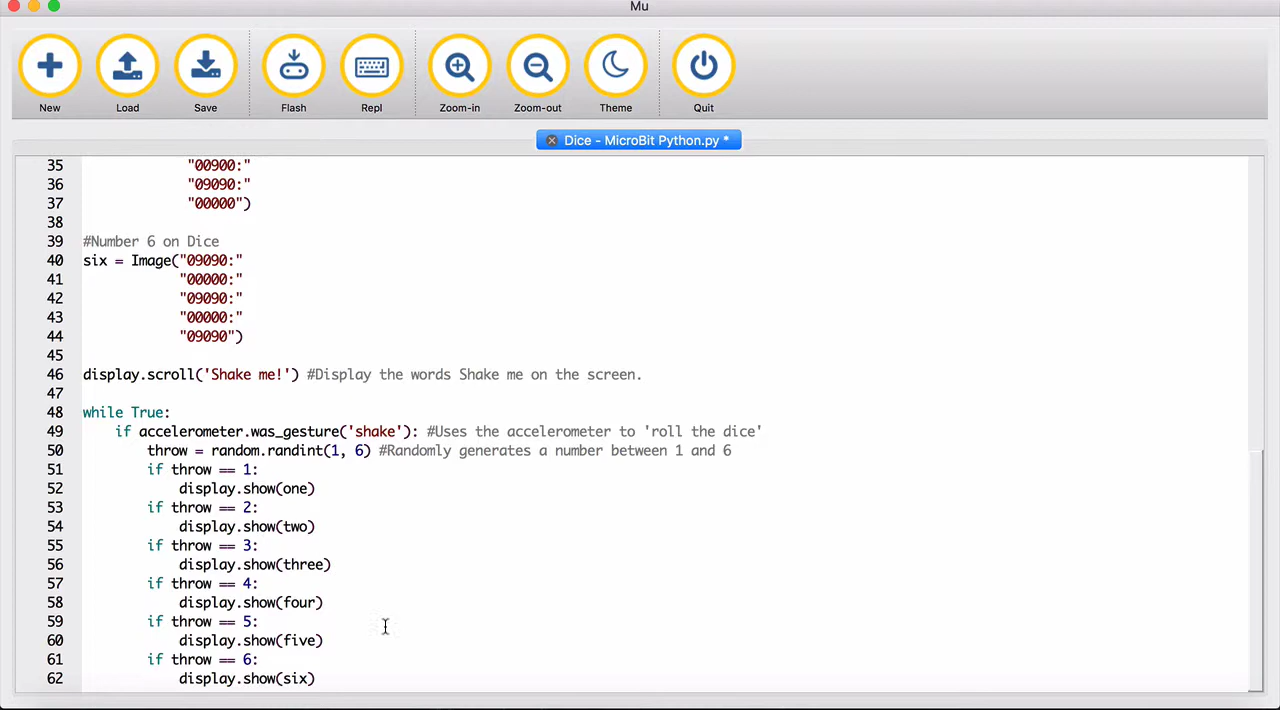 Mu
New Load Save Flash Repl Zoom-in Zoom-out Theme Quit
Dice - MicroBit Python.py *
35 "00900:"
36 "09090:"
37 "00000")
38
39 #Number 6 on Dice
40 six = Image("09090:"
41 "00000:"
42 "09090:"
43 "00000:"
44 "09090")
45
46 display.scroll('Shake me!') #Display the words Shake me on the screen.
47
48 while True:
49 if accelerometer.was_gesture('shake'): #Uses the accelerometer to 'roll the dice'
50 throw = random.randint(1, 6) #Randomly generates a number between 1 and 6
51 if throw == 1:
52 display.show(one)
53 if throw == 2:
54 display.show(two)
55 if throw == 3:
56 display.show(three)
57 if throw == 4:
58 display.show(four)
59 if throw == 5:
60 display.show(five)
61 if throw == 6:
62 display.show(six)